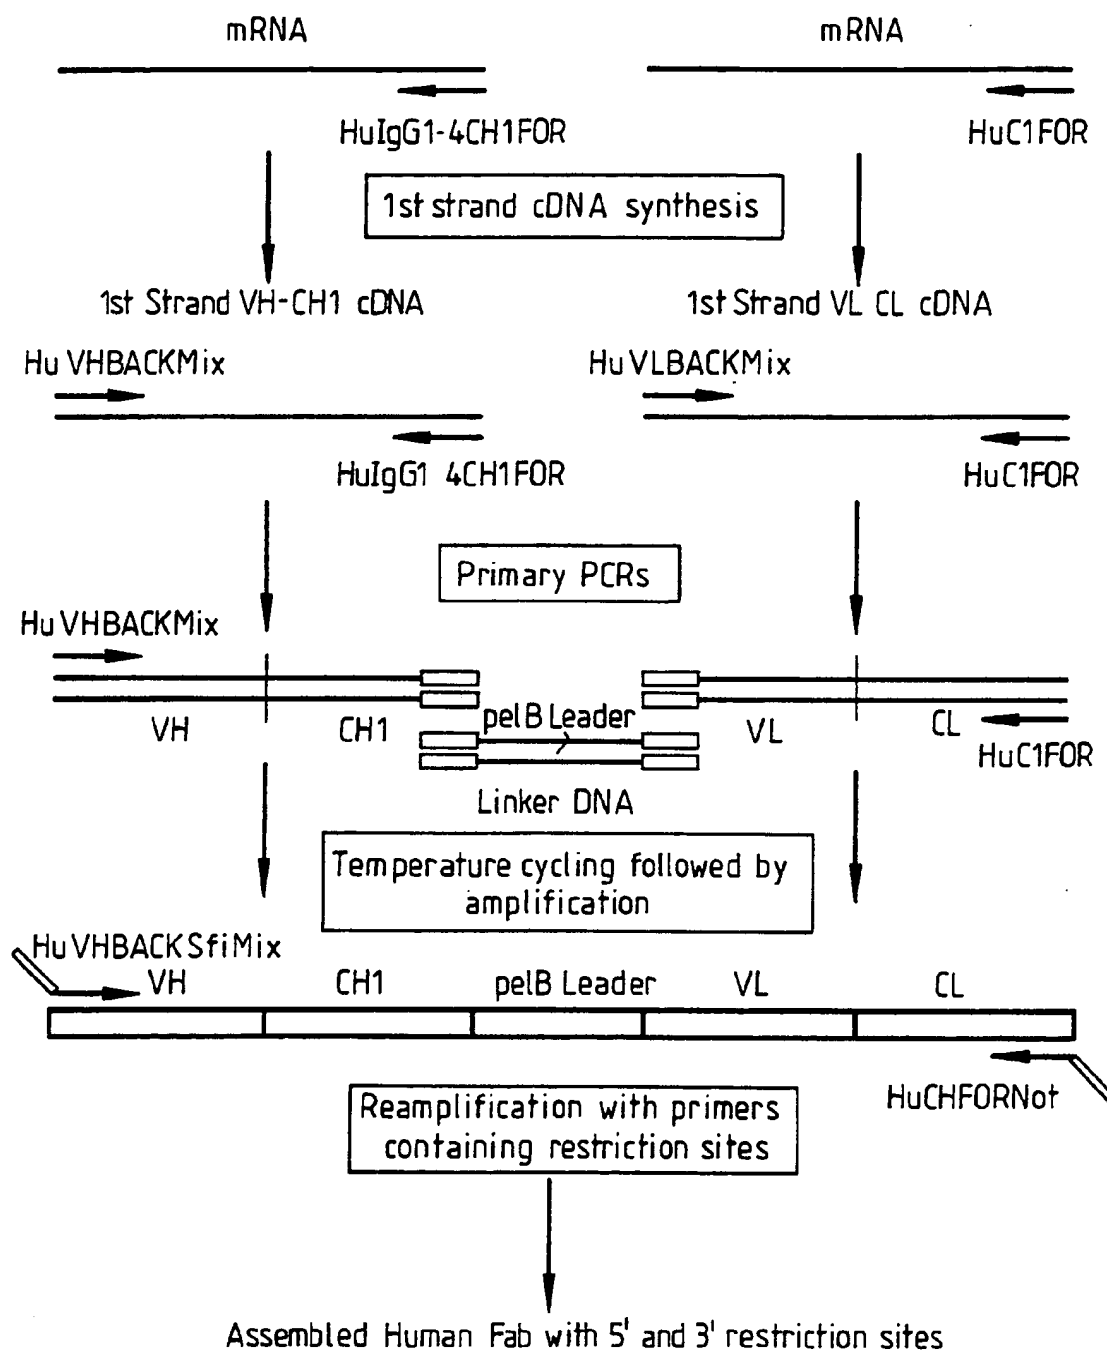 mRNA
mRNA
HuIgG1-4CH1FOR
HuC1FOR
1st strand cDNA synthesis
1st Strand VH-CH1 cDNA
1st Strand VL CL cDNA
Hu VHBACKMix
Hu VLBACKMix
HuIgG1 4CH1FOR
HuC1FOR
Primary PCRs
Hu VHBACKMix
VH
CH1
pelB Leader
VL
CL
HuC1FOR
Linker DNA
Temperature cycling followed by
amplification
HuVHBACKSfiMix
VH
CH1
pelB Leader
VL
CL
HuCHFORNot
Reamplification with primers
containing restriction sites
Assembled Human Fab with 5' and 3' restriction sites